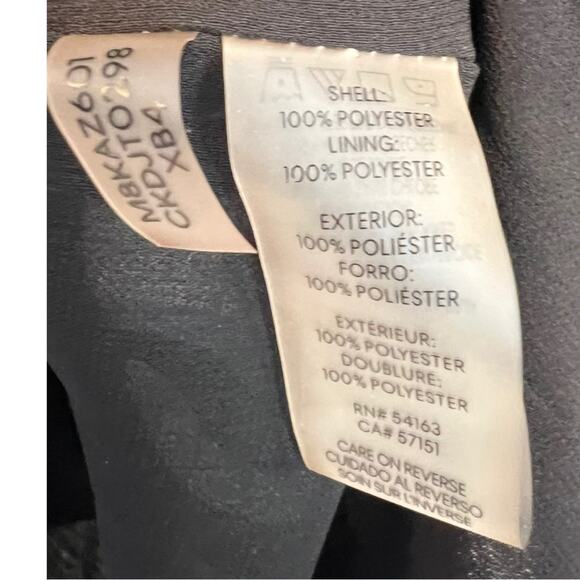 M8KAZ601
CKDJTO298
XB4
SHELL:
100% POLYESTER
LINING:
100% POLYESTER
EXTERIOR:
100% POLIÉSTER
FORRO:
100% POLIÉSTER
EXTÉRIEUR:
100% POLYESTER
DOUBLURE:
100% POLYESTER
RN# 54163
CA# 57151
CARE ON REVERSE
CUIDADO AL REVERSO
SOIN SUR L'INVERSE